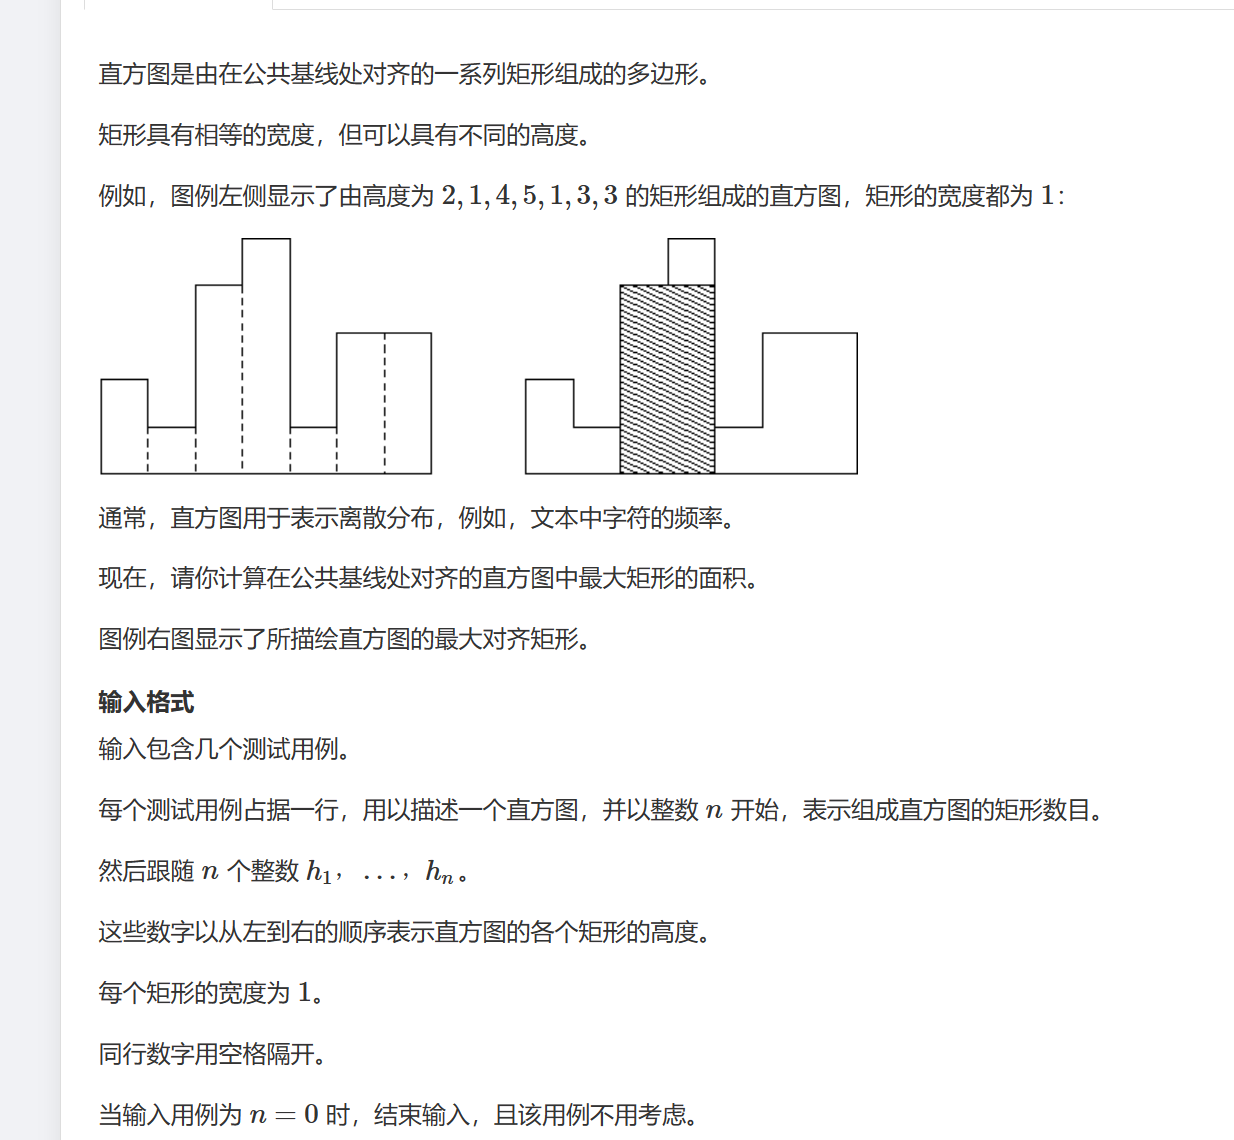 直方图是由在公共基线处对齐的一系列矩形组成的多边形。
矩形具有相等的宽度，但可以具有不同的高度。
例如，图例左侧显示了由高度为 2, 1, 4, 5, 1, 3, 3 的矩形组成的直方图，矩形的宽度都为 1：
通常，直方图用于表示离散分布，例如，文本中字符的频率。
现在，请你计算在公共基线处对齐的直方图中最大矩形的面积。
图例右图显示了所描绘直方图的最大对齐矩形。
输入格式
输入包含几个测试用例。
每个测试用例占据一行，用以描述一个直方图，并以整数 n 开始，表示组成直方图的矩形数目。
然后跟随 n 个整数 h₁，…，hₙ。
这些数字以从左到右的顺序表示直方图的各个矩形的高度。
每个矩形的宽度为 1。
同行数字用空格隔开。
当输入用例为 n = 0 时，结束输入，且该用例不用考虑。